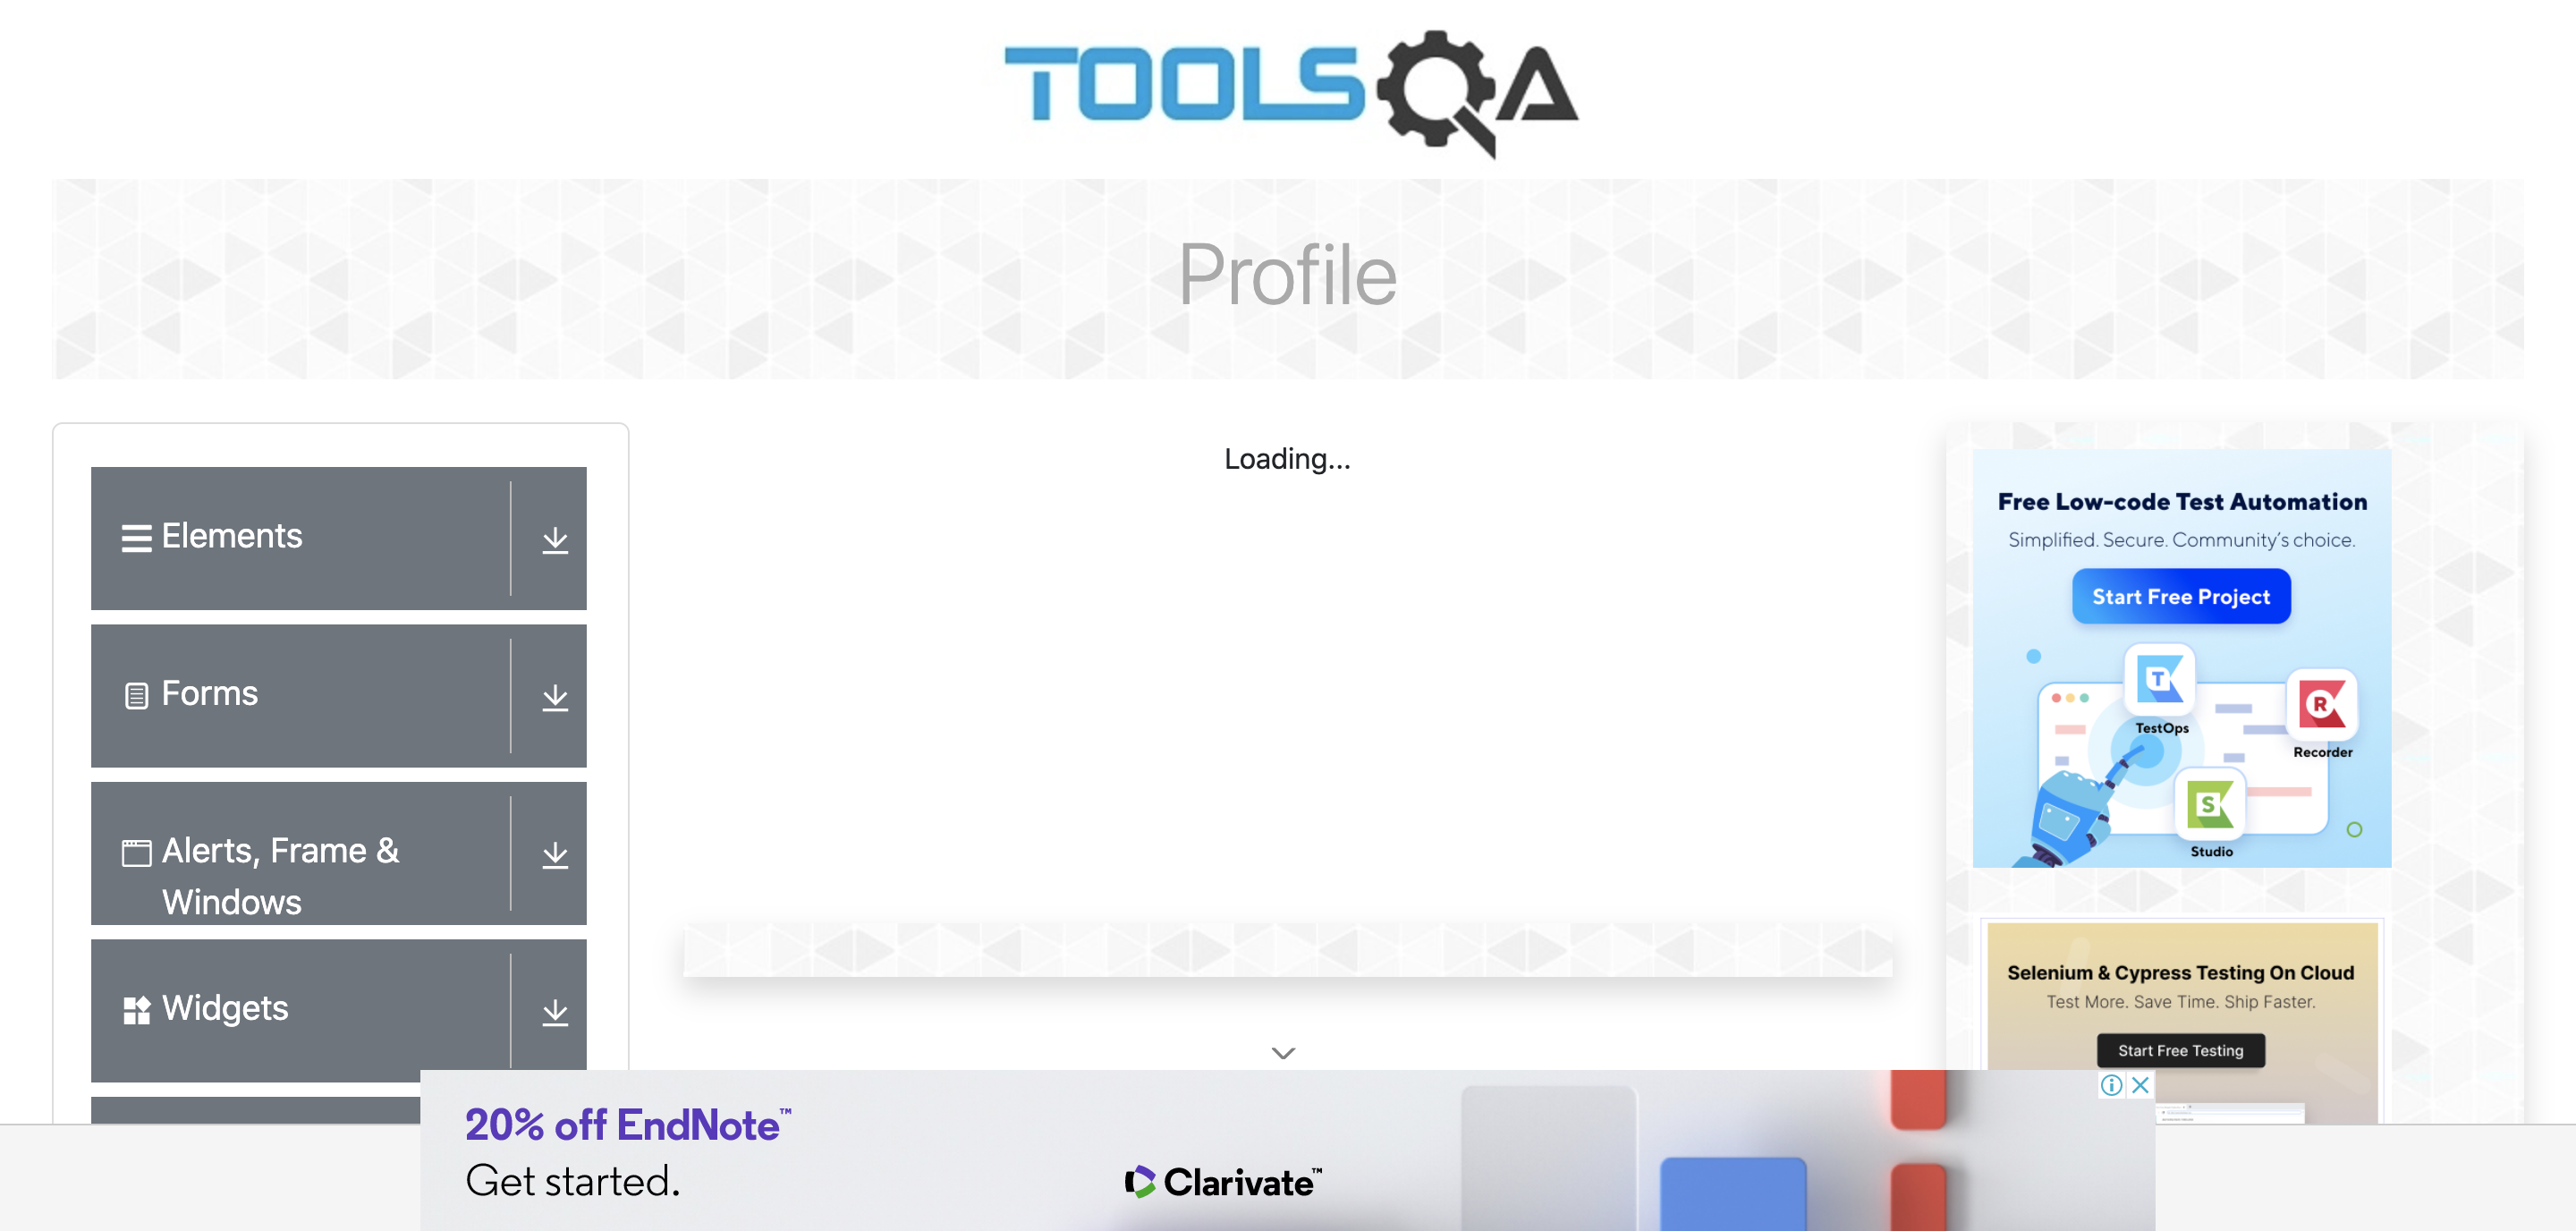 TOOLSQA
Profile
Elements
Forms
Alerts, Frame &
Windows
Widgets
Loading...
Free Low-code Test Automation
Simplified. Secure. Community's choice.
Start Free Project
T
TestOps
R
Recorder
S
Studio
Selenium & Cypress Testing On Cloud
Test More. Save Time. Ship Faster.
Start Free Testing
20% off EndNote™
Get started.
Clarivate™